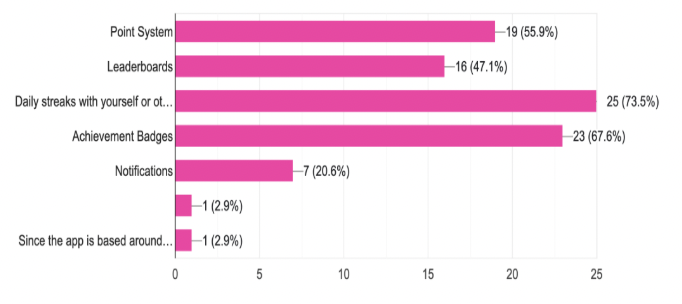 Point System 19 (55.9%)
Leaderboards 16 (47.1%)
Daily streaks with yourself or ot... 25 (73.5%)
Achievement Badges 23 (67.6%)
Notifications 7 (20.6%)
1 (2.9%)
Since the app is based around... 1 (2.9%)
0 5 10 15 20 25